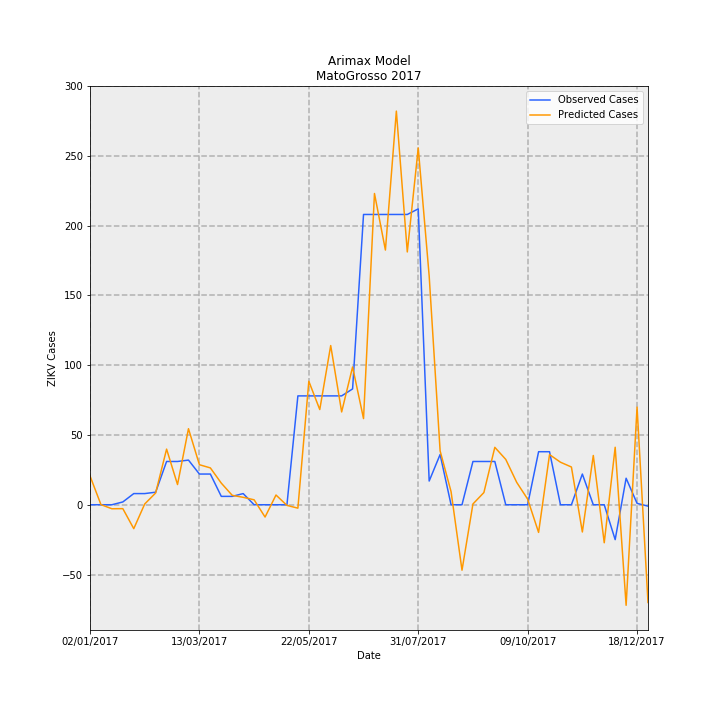 Arimax Model
MatoGrosso 2017
Observed Cases
Predicted Cases
300
250
200
150
100
50
0
−50
ZIKV Cases
02/01/2017 13/03/2017 22/05/2017 31/07/2017 09/10/2017 18/12/2017
Date